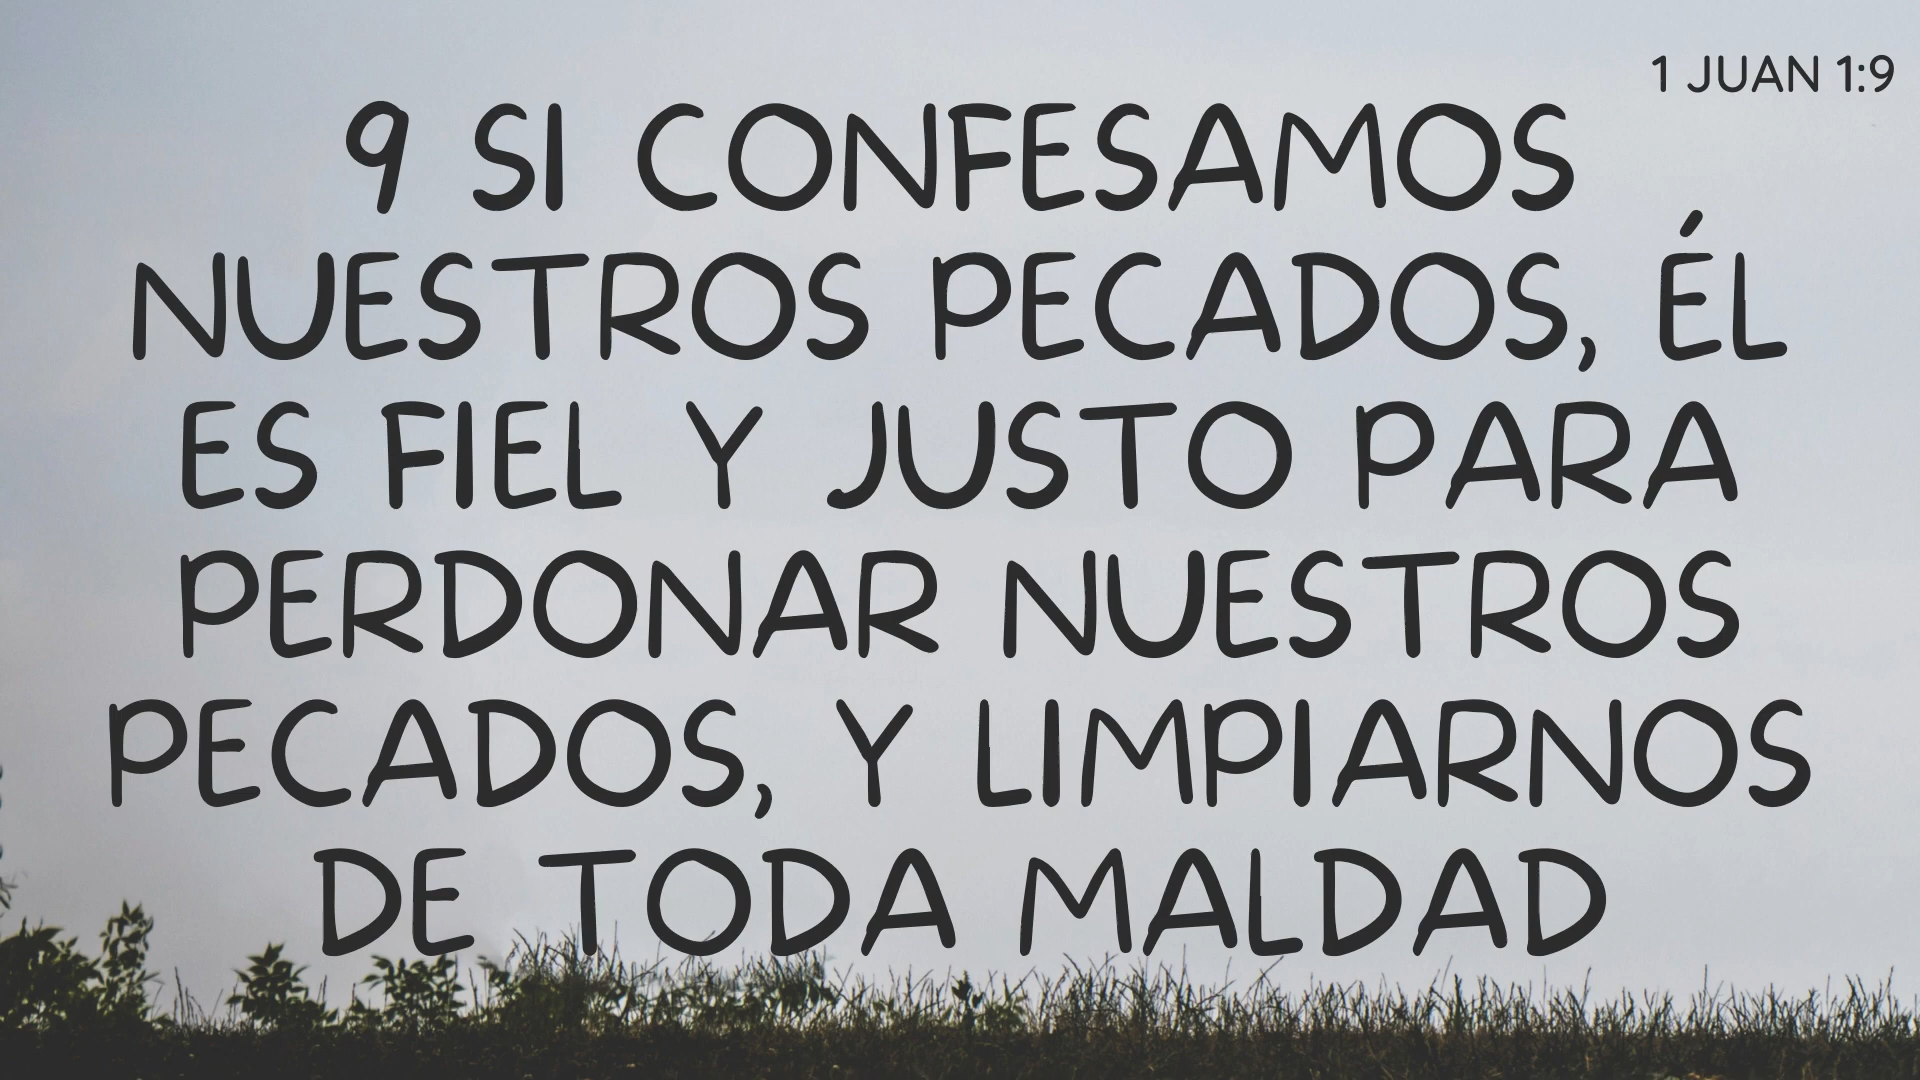 1 JUAN 1:9
9 SI CONFESAMOS
NUESTROS PECADOS, ÉL
ES FIEL Y JUSTO PARA
PERDONAR NUESTROS
PECADOS, Y LIMPIARNOS
DE TODA MALDAD